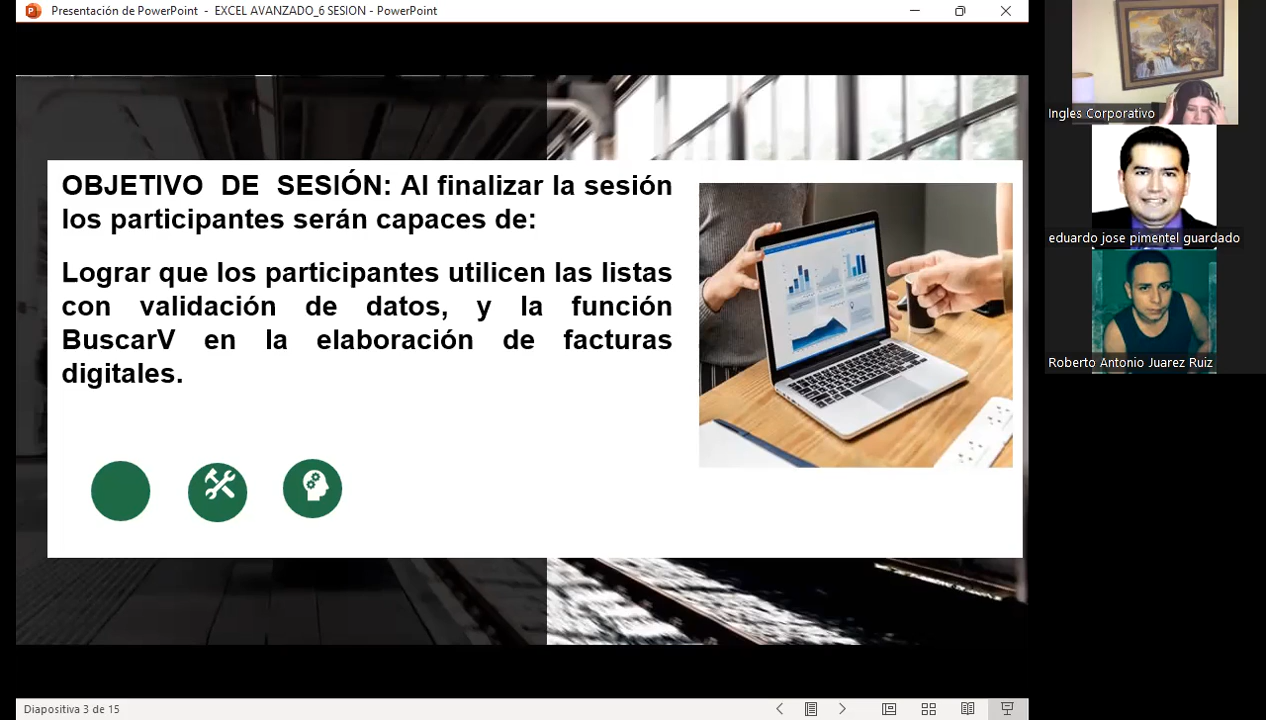 Presentación de PowerPoint - EXCEL AVANZADO_6 SESION - PowerPoint
OBJETIVO DE SESIÓN: Al finalizar la sesión
los participantes serán capaces de:
Lograr que los participantes utilicen las listas
con validación de datos, y la función
BuscarV en la elaboración de facturas
digitales.
Ingles Corporativo
eduardo jose pimentel guardado
Roberto Antonio Juarez Ruiz
Diapositiva 3 de 15